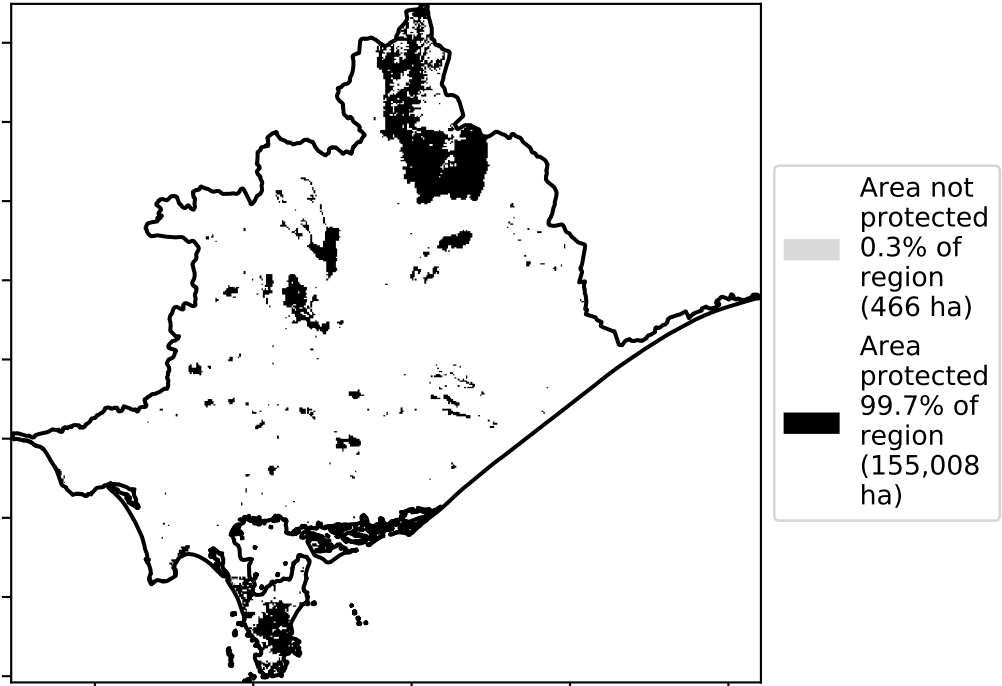 Area not
protected
0.3% of
region
(466 ha)
Area
protected
99.7% of
region
(155,008
ha)